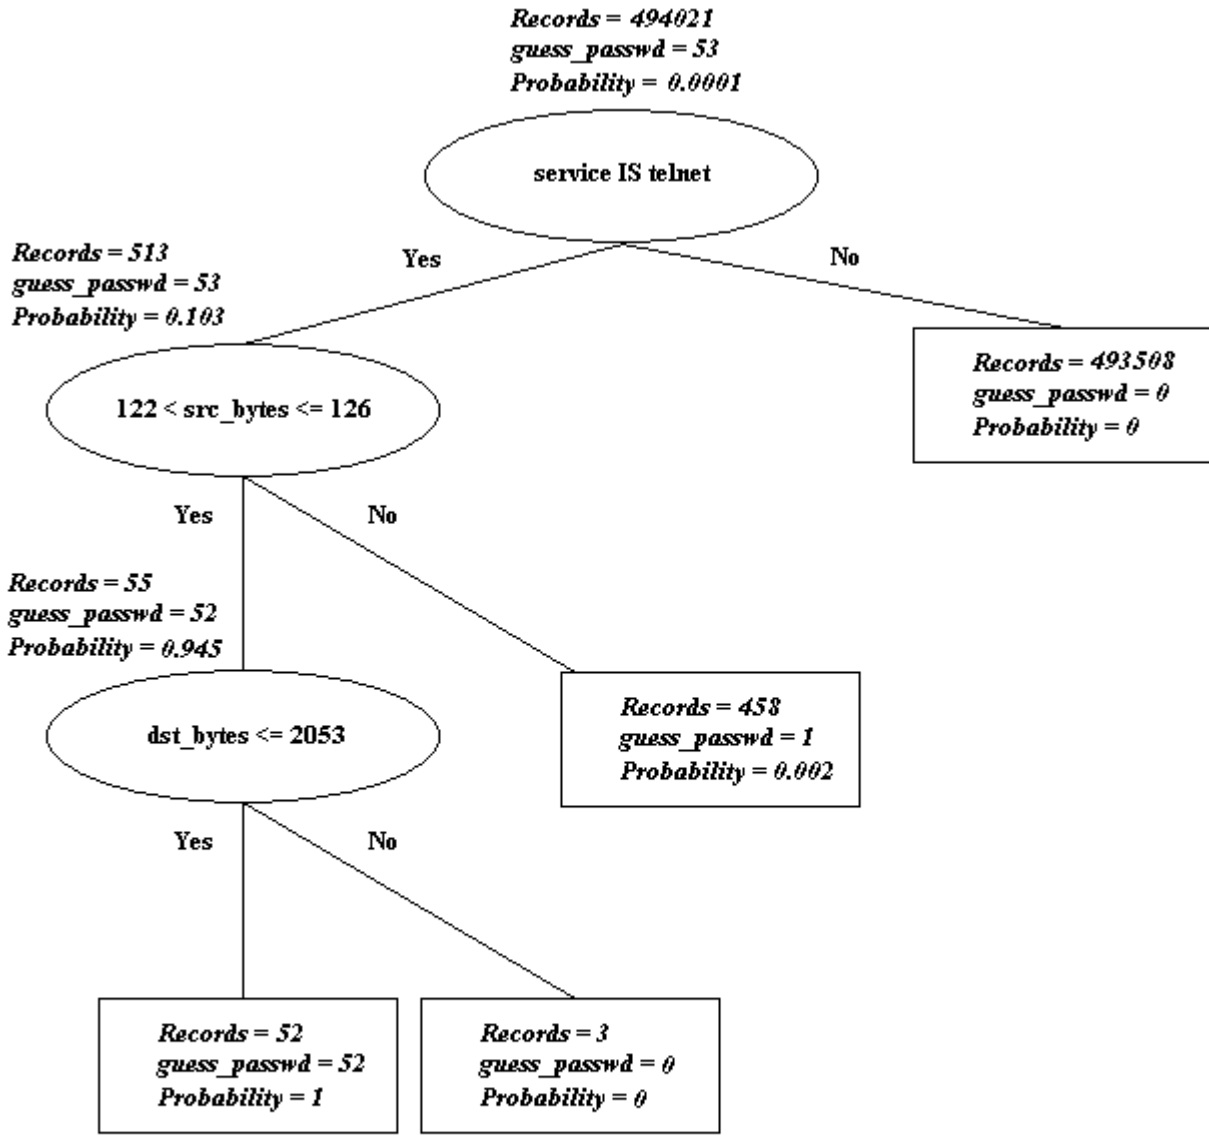 Records = 494021
guess_passwd = 53
Probability = 0.0001
service IS telnet
Yes
No
Records = 513
guess_passwd = 53
Probability = 0.103
122 < src_bytes <= 126
Records = 493508
guess_passwd = 0
Probability = 0
Yes
No
Records = 55
guess_passwd = 52
Probability = 0.945
dst_bytes <= 2053
Records = 458
guess_passwd = 1
Probability = 0.002
Yes
No
Records = 52
guess_passwd = 52
Probability = 1
Records = 3
guess_passwd = 0
Probability = 0